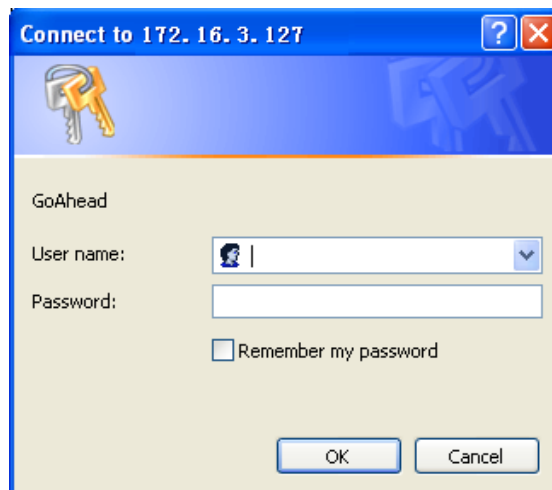 Connect to 172.16.3.127
GoAhead
User name:
Password:
Remember my password
OK
Cancel